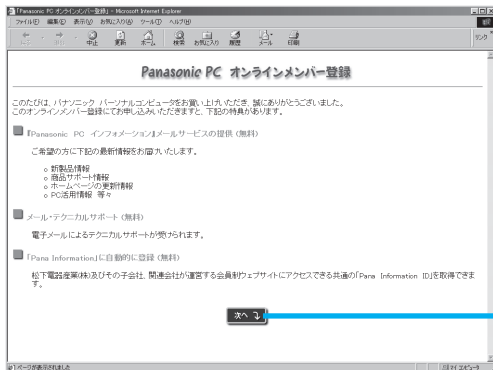 Panasonic PC オンラインメンバー登録 - Microsoft Internet Explorer
ファイル(F) 編集(E) 表示(V) お気に入り(A) ツール(T) ヘルプ(H)
中止 更新 ホーム 検索 お気に入り 履歴 メール 印刷
リンク »
Panasonic PC オンラインメンバー登録
このたびは、パナソニック パーソナルコンピュータをお買い上げいただき、誠にありがとうございました。
このオンラインメンバー登録にてお申込みいただきますと、下記の特典があります。
『Panasonic PC インフォメーション』メールサービスの提供（無料）
ご希望の方に下記の最新情報をお届けいたします。
新製品情報
商品サポート情報
ホームページの更新情報
PC活用情報 等々
メール・テクニカルサポート（無料）
電子メールによるテクニカルサポートが受けられます。
「Pana Information」に自動的に登録（無料）
松下電器産業(株)及びその子会社、関連会社が運営する会員制ウェブサイトにアクセスできる共通の「Pana Information ID」を取得できま
す。
次へ
ページが表示されました